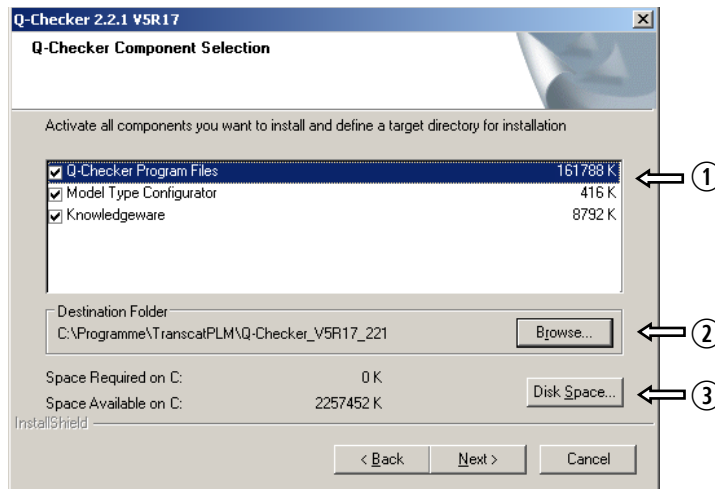 Q-Checker 2.2.1 V5R17
Q-Checker Component Selection
Activate all components you want to install and define a target directory for installation
Q-Checker Program Files 161788 K
Model Type Configurator 416 K
Knowledgeware 8792 K
1
Destination Folder
C:\Programme\TranscatPLM\Q-Checker_V5R17_221
Browse...
2
Space Required on C: 0 K
Space Available on C: 2257452 K
Disk Space...
3
InstallShield
< Back
Next >
Cancel